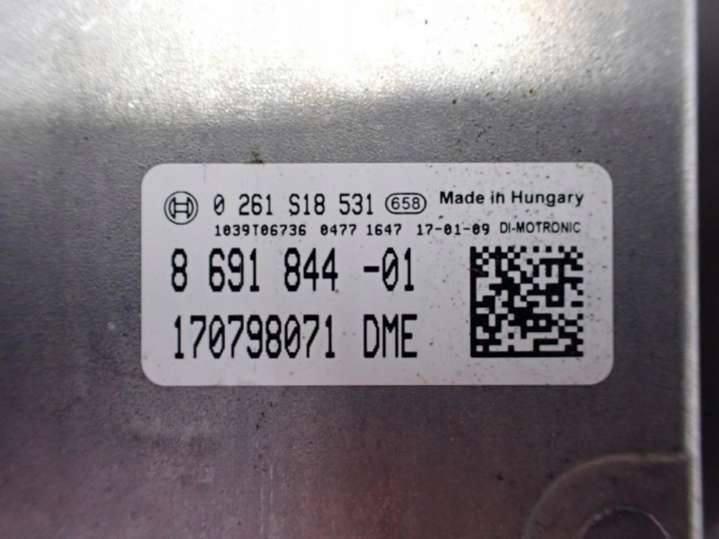 0 261 S18 531 658 Made in Hungary
1039T06736 0477 1647 17-01-09 DI-MOTRONIC
8 691 844 -01
170798071 DME